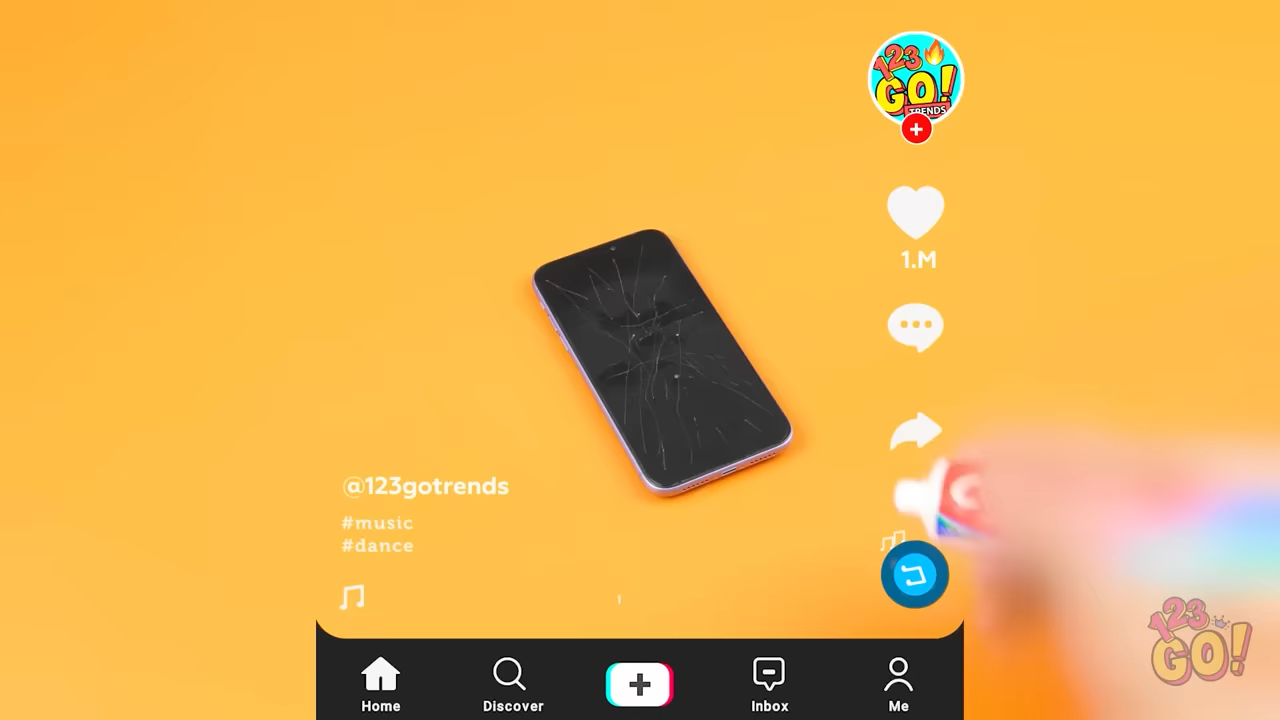 123
GO!
TRENDS
1.M
@123gotrends
#music
#dance
Home
Discover
Inbox
Me
123
GO!